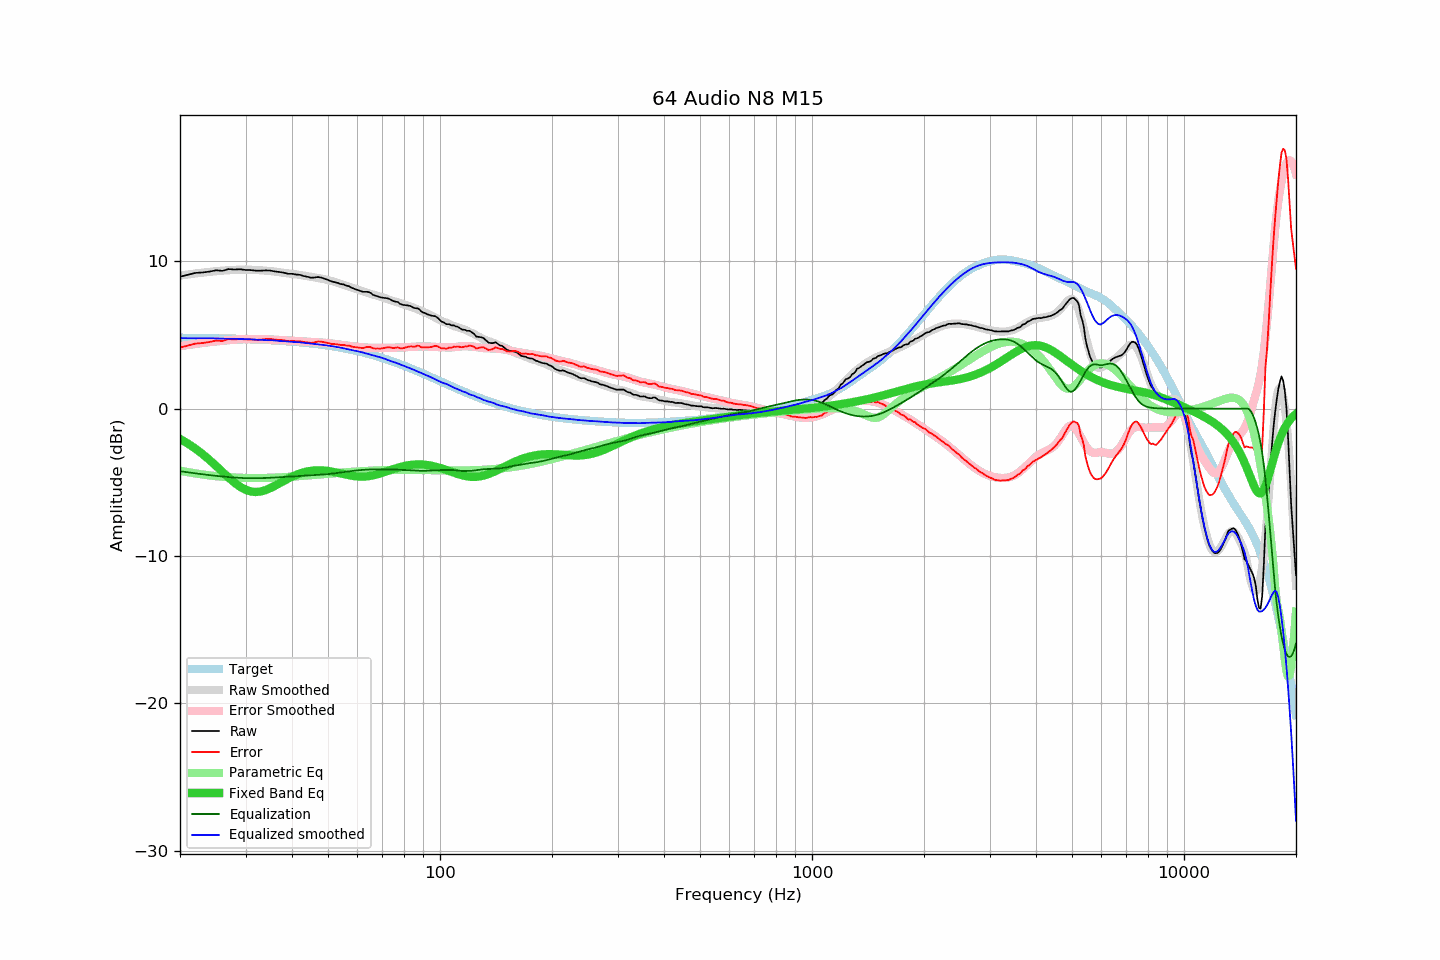 64 Audio N8 M15
10
0
−10
−20
−30
Amplitude (dBr)
Target
Raw Smoothed
Error Smoothed
Raw
Error
Parametric Eq
Fixed Band Eq
Equalization
Equalized smoothed
100
1000
10000
Frequency (Hz)